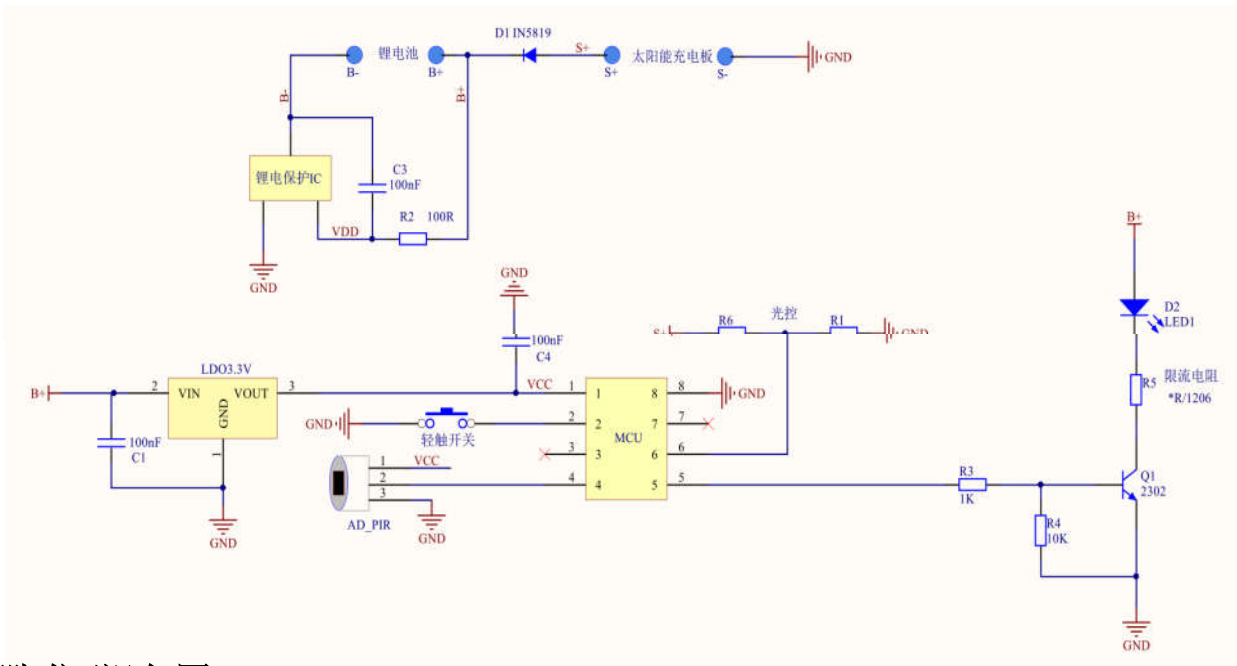 D1 IN5819
锂电池
S+
太阳能充电板
GND
B-
B+
S+
S-
B-
B+
锂电保护IC
C3
100nF
R2 100R
VDD
GND
B+
GND
光控
R6
R1
D2
LED1
100nF
C4
LDO3.3V
R5 限流电阻
*R/1206
B+
2 VIN VOUT 3
GND
1
VCC 1 1 8 8 GND
GND 轻触开关 2 2 7 7
MCU
3 3 6 6
4 4 5 5
100nF
C1
1 VCC
2
3
AD_PIR
GND
GND
R3
1K
Q1
2302
R4
10K
GND